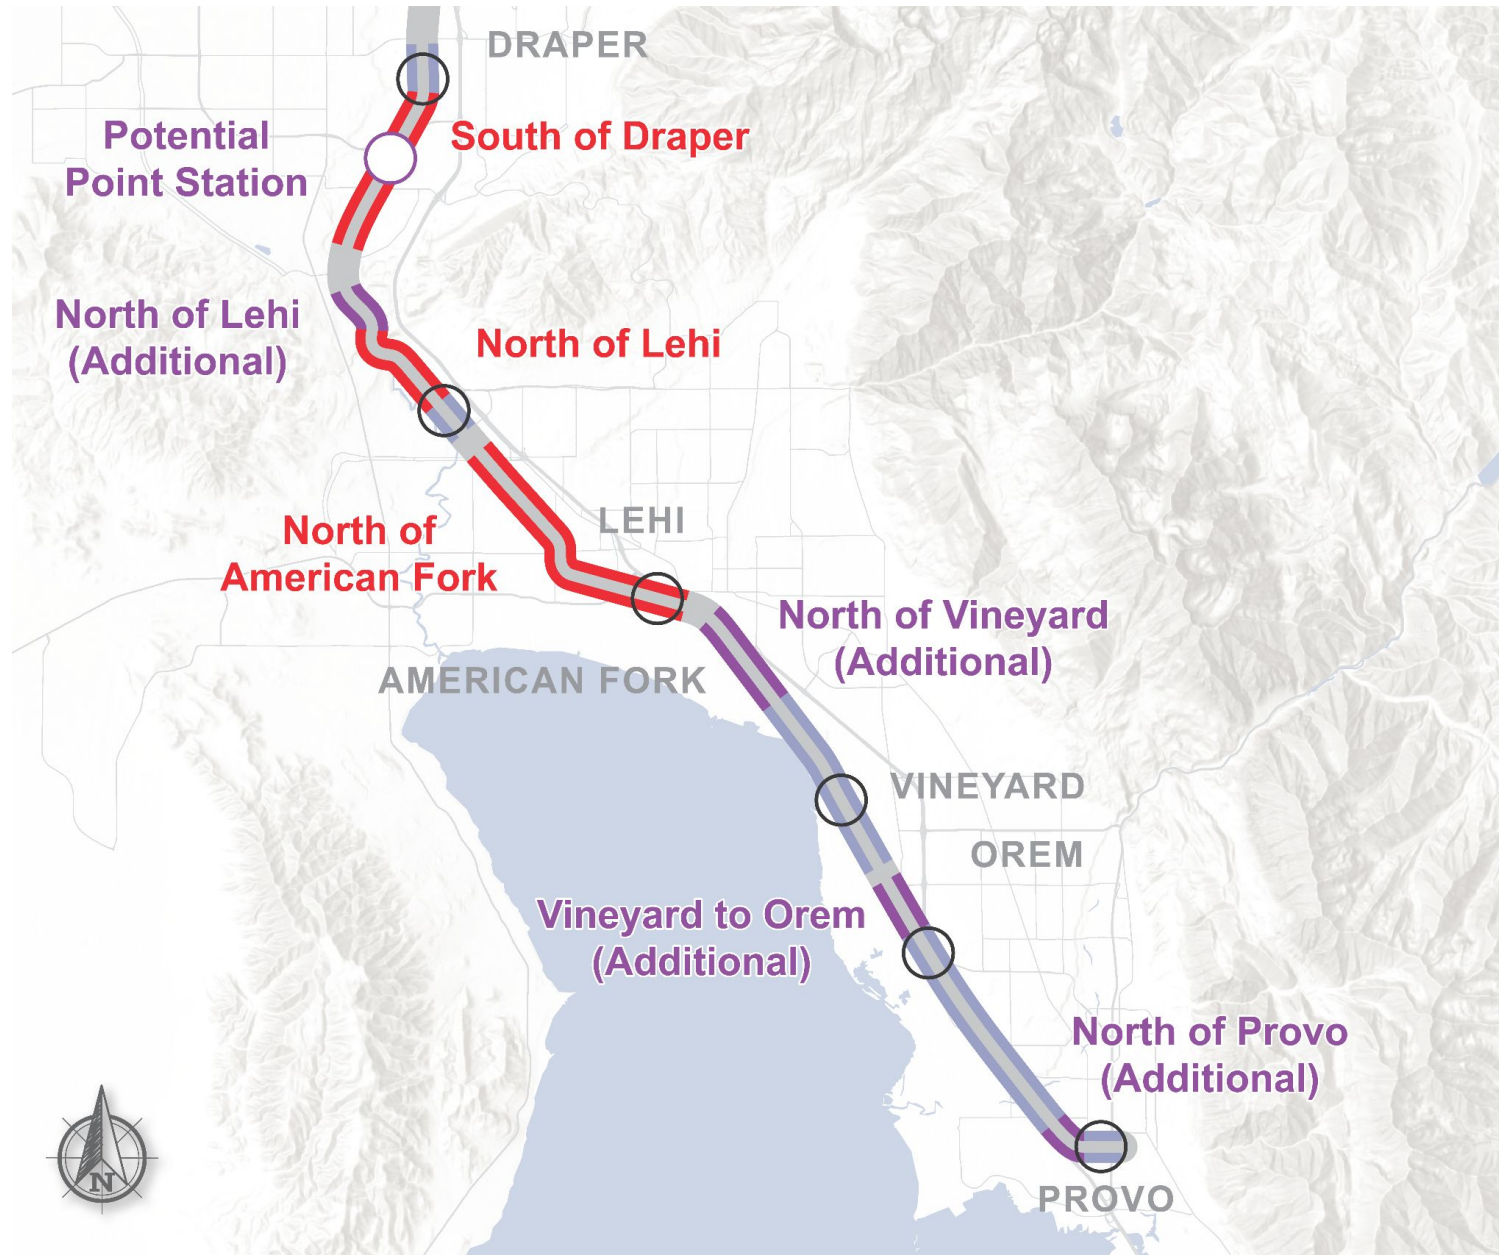 DRAPER
Potential
Point Station
South of Draper
North of Lehi
(Additional)
North of Lehi
North of
American Fork
LEHI
North of Vineyard
(Additional)
AMERICAN FORK
VINEYARD
OREM
Vineyard to Orem
(Additional)
North of Provo
(Additional)
N
PROVO